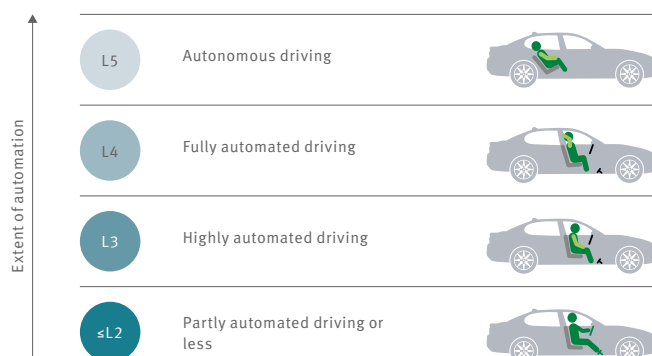 Extent of automation
L5
Autonomous driving
L4
Fully automated driving
L3
Highly automated driving
≤L2
Partly automated driving or
less